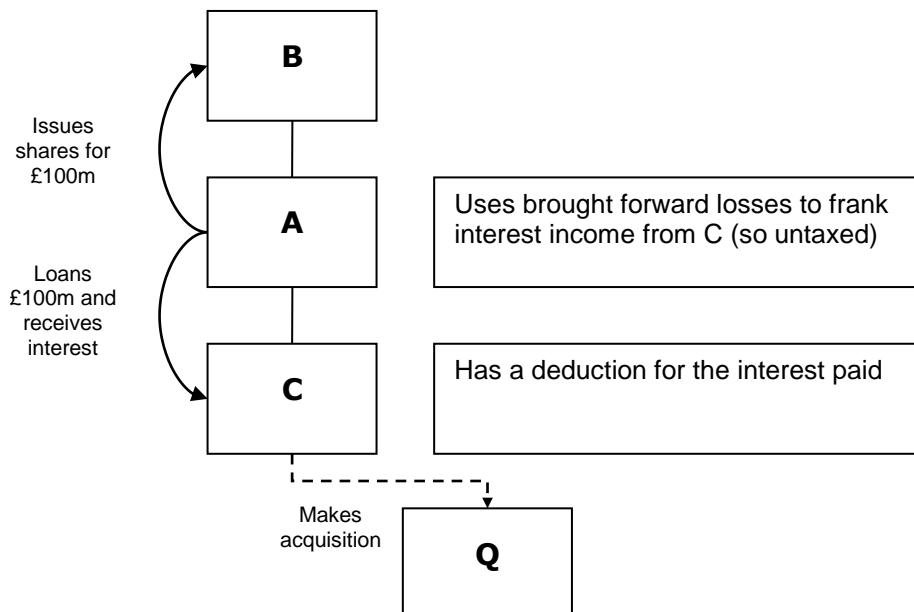 B
Issues
shares for
£100m
A
Uses brought forward losses to frank
interest income from C (so untaxed)
Loans
£100m and
receives
interest
C
Has a deduction for the interest paid
Makes
acquisition
Q